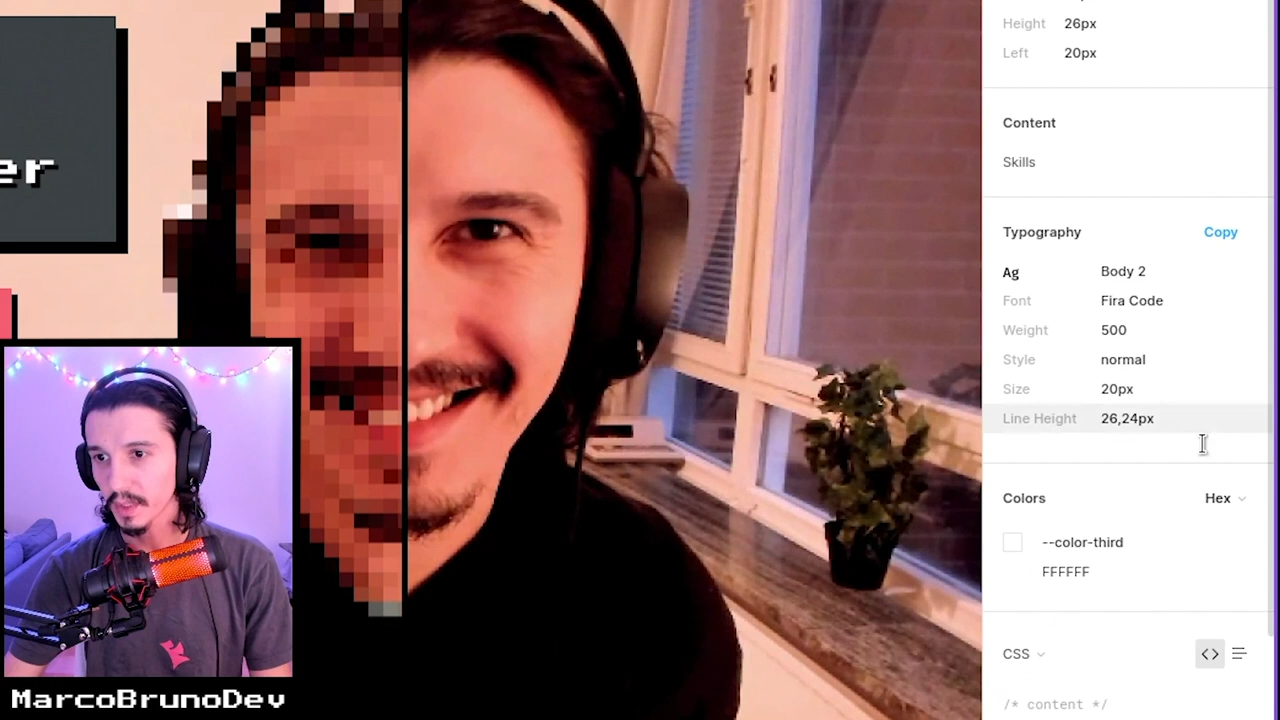 er
Height 26px
Left 20px
Content
Skills
Typography Copy
Ag Body 2
Font Fira Code
Weight 500
Style normal
Size 20px
Line Height 26,24px
Colors Hex
--color-third
FFFFFF
CSS
/* content */
MarcoBrunoDev